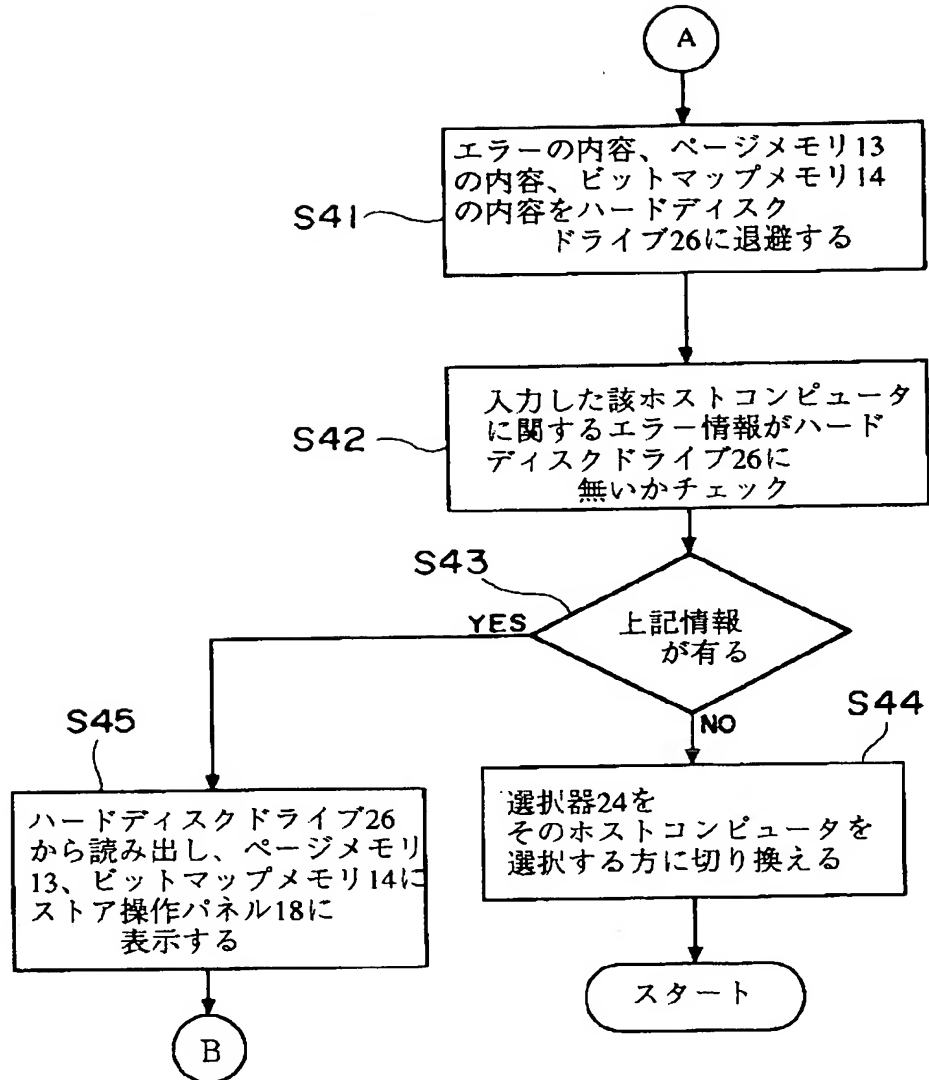 A
エラーの内容、ページメモリ13
の内容、ビットマップメモリ14
の内容をハードディスク
ドライブ26に退避する
S41
入力した該ホストコンピュータ
に関するエラー情報がハード
ディスクドライブ26に
無いかチェック
S42
S43
上記情報
が有る
YES
NO
S45
ハードディスクドライブ26
から読み出し、ページメモリ
13、ビットマップメモリ14に
ストア操作パネル18に
表示する
B
S44
選択器24を
そのホストコンピュータを
選択する方に切り換える
スタート